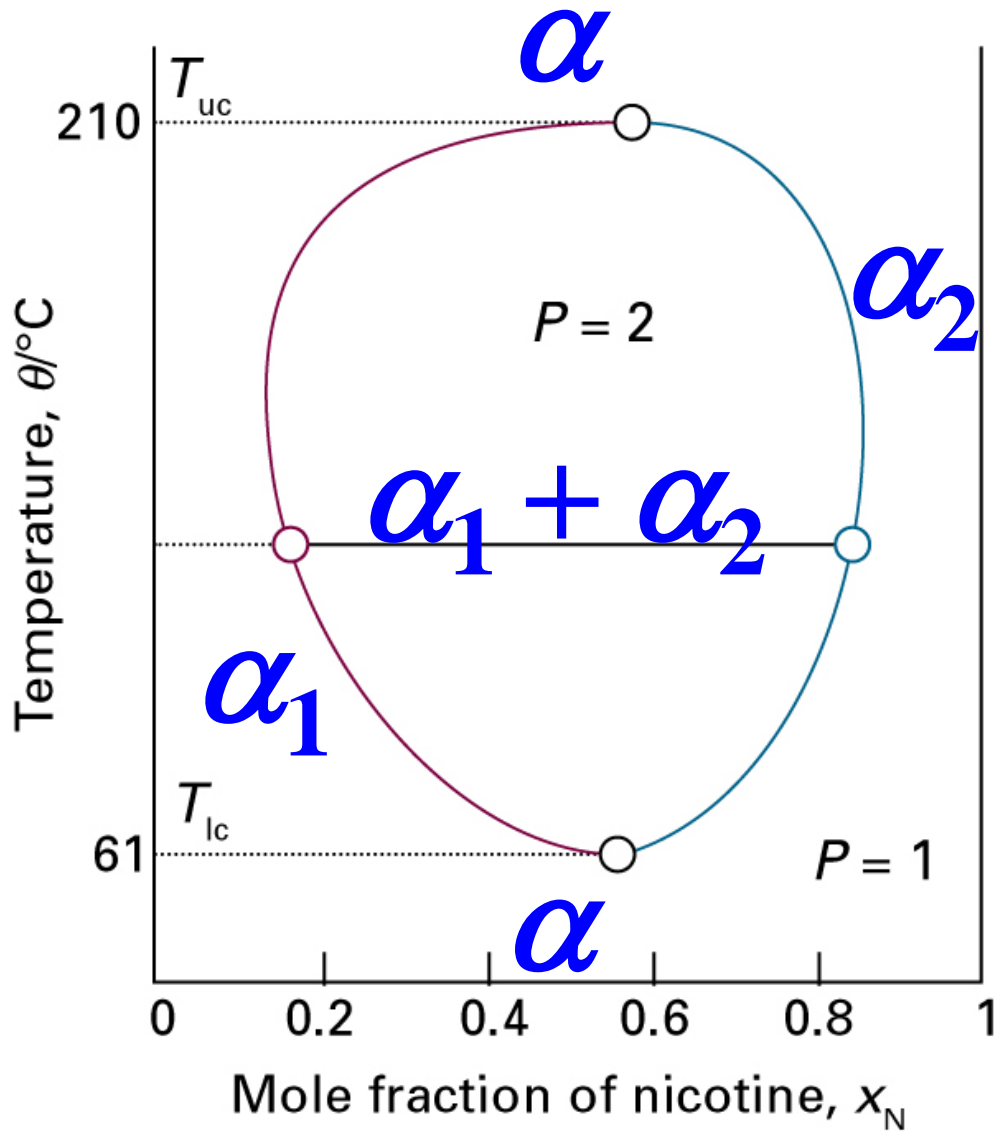 α
T_uc
210
α₂
P = 2
α₁ + α₂
α₁
T_lc
61
P = 1
α
0 0.2 0.4 0.6 0.8 1
Mole fraction of nicotine, x_N
Temperature, θ/°C